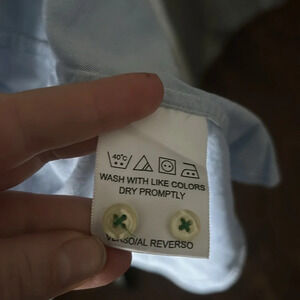 40°C
WASH WITH LIKE COLORS
DRY PROMPTLY
VERSO/AL REVERSO